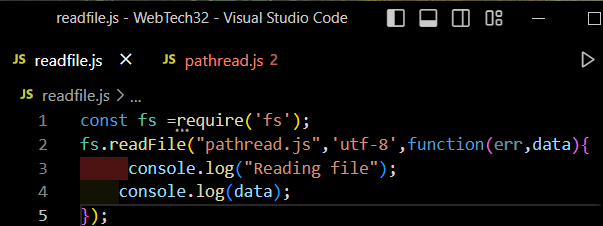 readfile.js - WebTech32 - Visual Studio Code
JS readfile.js JS pathread.js 2
JS readfile.js > ...
1 const fs =require('fs');
2 fs.readFile("pathread.js",'utf-8',function(err,data){
3 console.log("Reading file");
4 console.log(data);
5 });